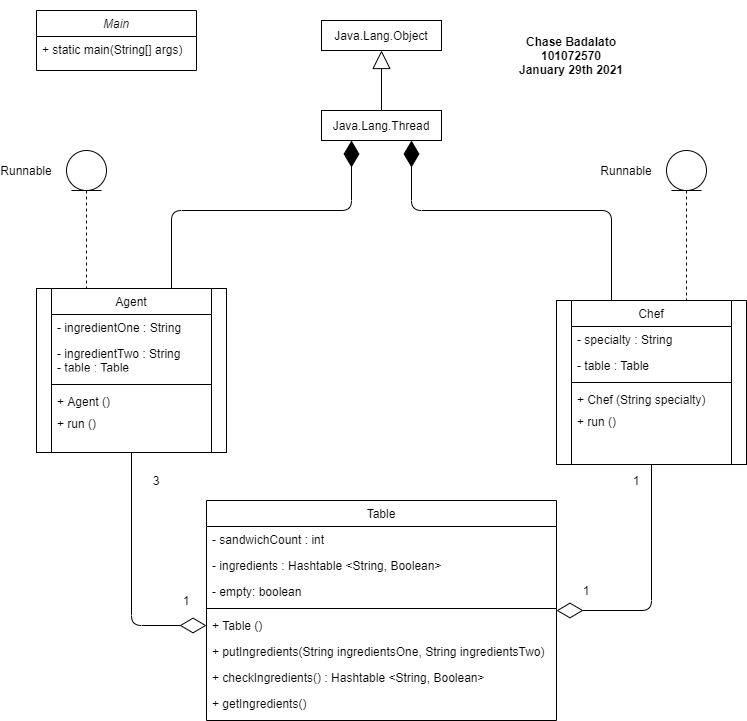 Main
+ static main(String[] args)
Java.Lang.Object
Chase Badalato
101072570
January 29th 2021
Java.Lang.Thread
Runnable
Runnable
Agent
- ingredientOne : String
- ingredientTwo : String
- table : Table
+ Agent ()
+ run ()
Chef
- specialty : String
- table : Table
+ Chef (String specialty)
+ run ()
3
1
Table
- sandwichCount : int
- ingredients : Hashtable <String, Boolean>
- empty: boolean
1
1
+ Table ()
+ putIngredients(String ingredientsOne, String ingredientsTwo)
+ checkIngredients() : Hashtable <String, Boolean>
+ getIngredients()